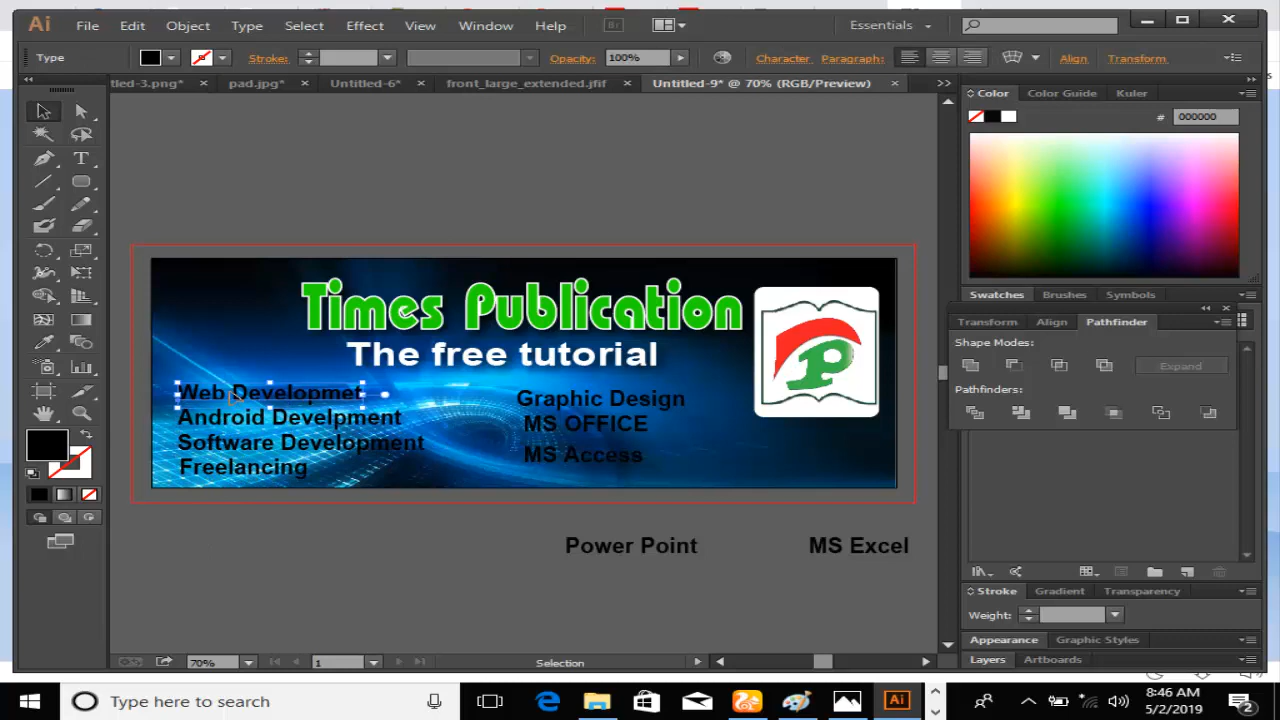 Ai File Edit Object Type Select Effect View Window Help Br Essentials
Type Stroke: Opacity: 100% Character Paragraph: Align Transform
tled-3.png* × pad.jpg* × Untitled-6* × front_large_extended.jfif × Untitled-9* @ 70% (RGB/Preview) ×
Color Color Guide Kuler
# 000000
Times Publication
The free tutorial
Web Developmet
Android Develpment
Software Development
Freelancing
Graphic Design
MS OFFICE
MS Access
P
Power Point MS Excel
Swatches Brushes Symbols
Transform Align Pathfinder
Shape Modes:
Expand
Pathfinders:
Stroke Gradient Transparency
Weight:
Appearance Graphic Styles
Layers Artboards
70% 1 Selection
Type here to search
8:46 AM
5/2/2019
2